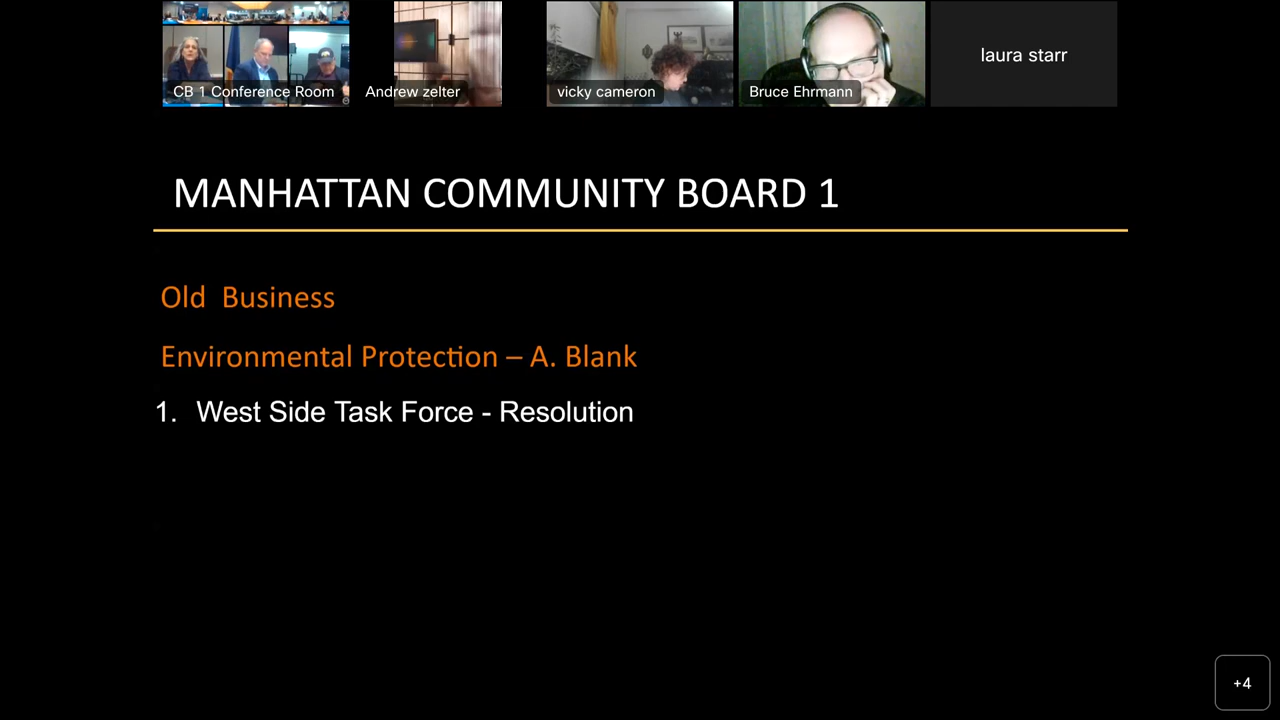 CB 1 Conference Room
Andrew zelter
vicky cameron
Bruce Ehrmann
laura starr
MANHATTAN COMMUNITY BOARD 1
Old Business
Environmental Protection – A. Blank
1. West Side Task Force - Resolution
+4